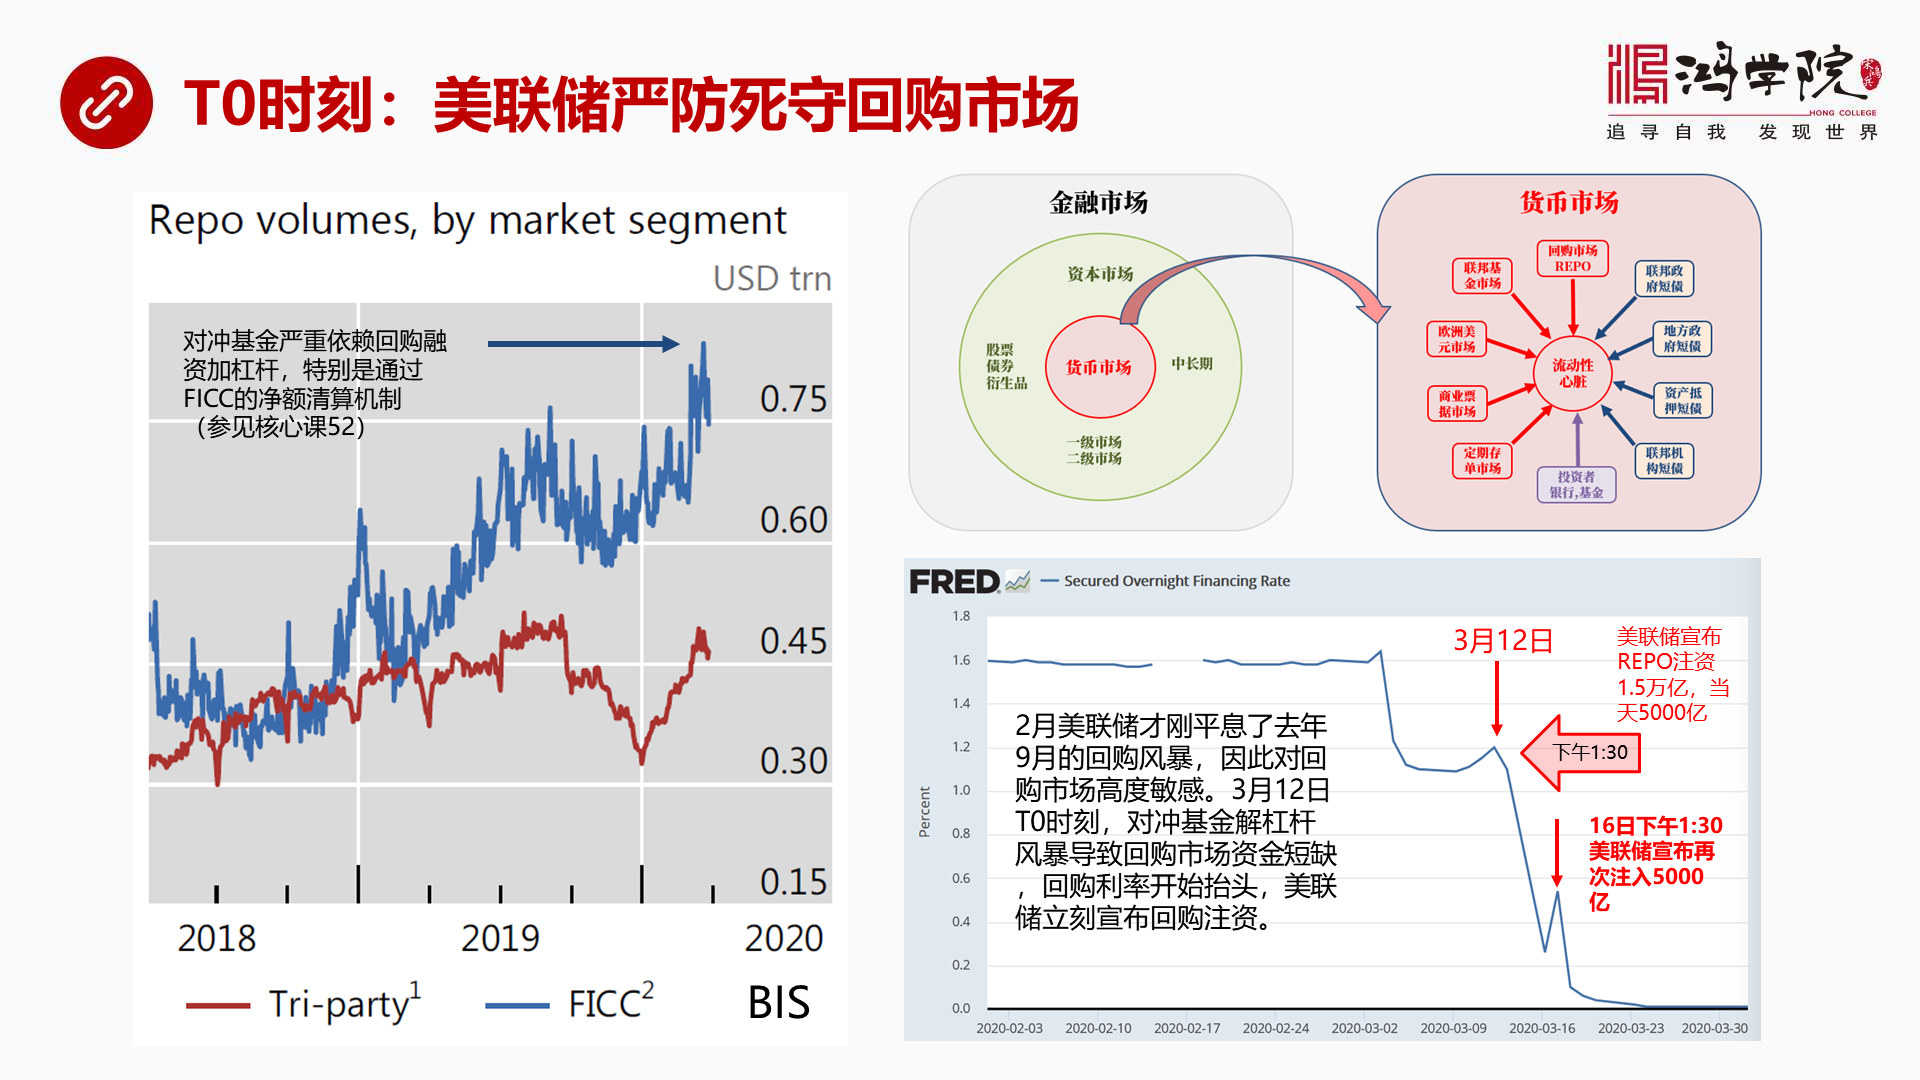 T0时刻：美联储严防死守回购市场
鸿学院
宋鸿兵
HONG COLLEGE
追寻自我 发现世界
Repo volumes, by market segment
USD trn
对冲基金严重依赖回购融
资加杠杆，特别是通过
FICC的净额清算机制
（参见核心课52）
0.75
0.60
0.45
0.30
0.15
2018 2019 2020
Tri-party1 FICC2 BIS
金融市场
资本市场
股票
债券
衍生品
货币市场
中长期
一级市场
二级市场
货币市场
回购市场
REPO
联邦基
金市场
联邦政
府短债
欧洲美
元市场
地方政
府短债
流动性
心脏
商业票
据市场
资产抵
押短债
定期存
单市场
联邦机
构短债
投资者
银行,基金
FRED
Secured Overnight Financing Rate
1.8
1.6
1.4
1.2
1.0
0.8
0.6
0.4
0.2
0.0
Percent
3月12日
美联储宣布
REPO注资
1.5万亿，当
天5000亿
下午1:30
2月美联储才刚平息了去年
9月的回购风暴，因此对回
购市场高度敏感。3月12日
T0时刻，对冲基金解杠杆
风暴导致回购市场资金短缺
，回购利率开始抬头，美联
储立刻宣布回购注资。
16日下午1:30
美联储宣布再
次注入5000
亿
2020-02-03 2020-02-10 2020-02-17 2020-02-24 2020-03-02 2020-03-09 2020-03-16 2020-03-23 2020-03-30